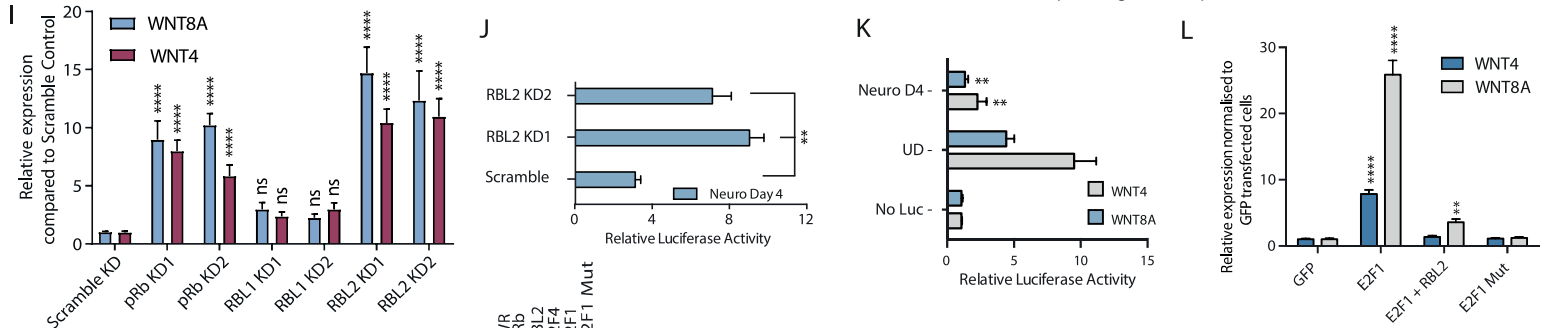 I
Relative expression
compared to Scramble Control
20
15
10
5
0
WNT8A
WNT4
****
****
****
****
ns
ns
ns
ns
****
****
****
****
Scramble KD
pRb KD1
pRb KD2
RBL1 KD1
RBL1 KD2
RBL2 KD1
RBL2 KD2
J
RBL2 KD2
RBL2 KD1
Scramble
**
Neuro Day 4
0 4 8 12
Relative Luciferase Activity
E2F1 Mut
K
Neuro D4
**
**
UD
No Luc
WNT4
WNT8A
0 5 10 15
Relative Luciferase Activity
L
Relative expression normalised to
GFP transfected cells
30
20
10
0
WNT4
WNT8A
****
****
**
GFP
E2F1
E2F1 + RBL2
E2F1 Mut